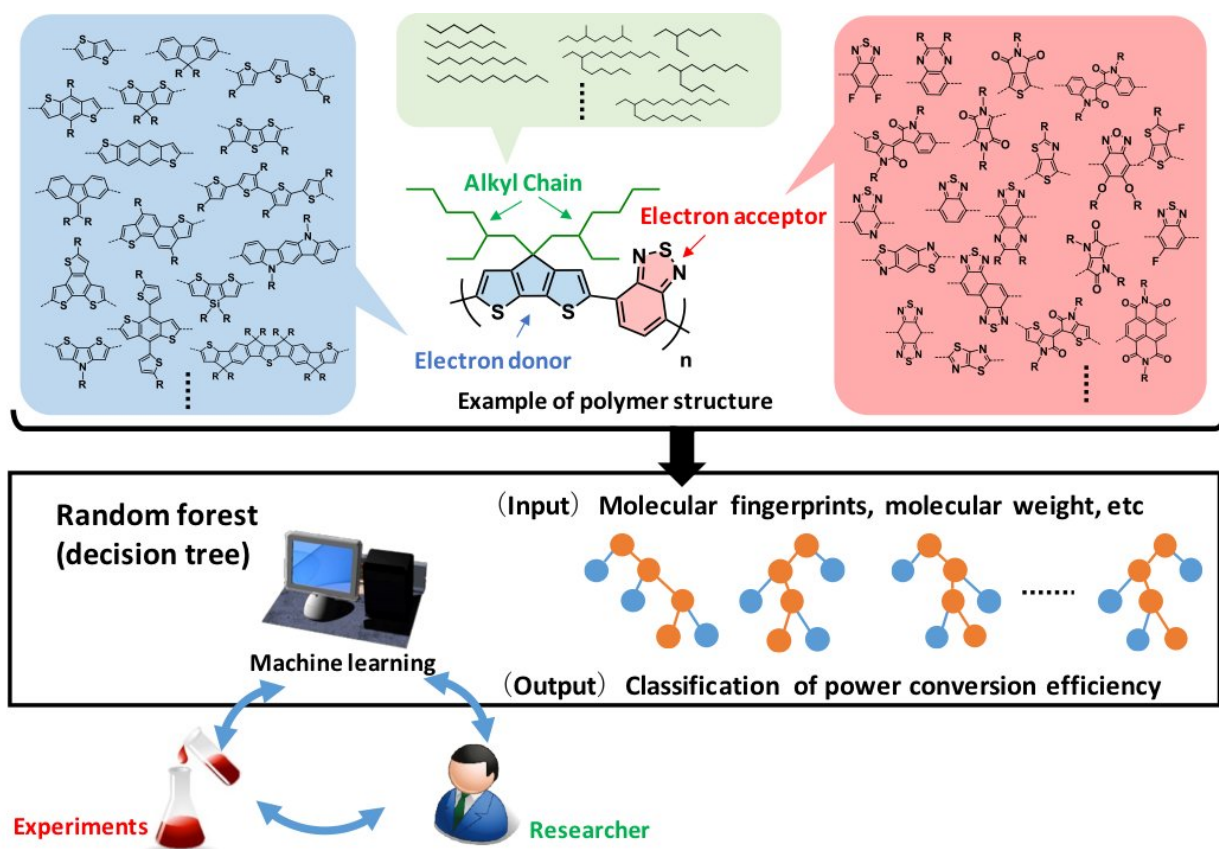 Alkyl Chain
Electron acceptor
Electron donor
n
Example of polymer structure
Random forest
(decision tree)
（Input） Molecular fingerprints, molecular weight, etc
Machine learning
（Output） Classification of power conversion efficiency
Experiments
Researcher